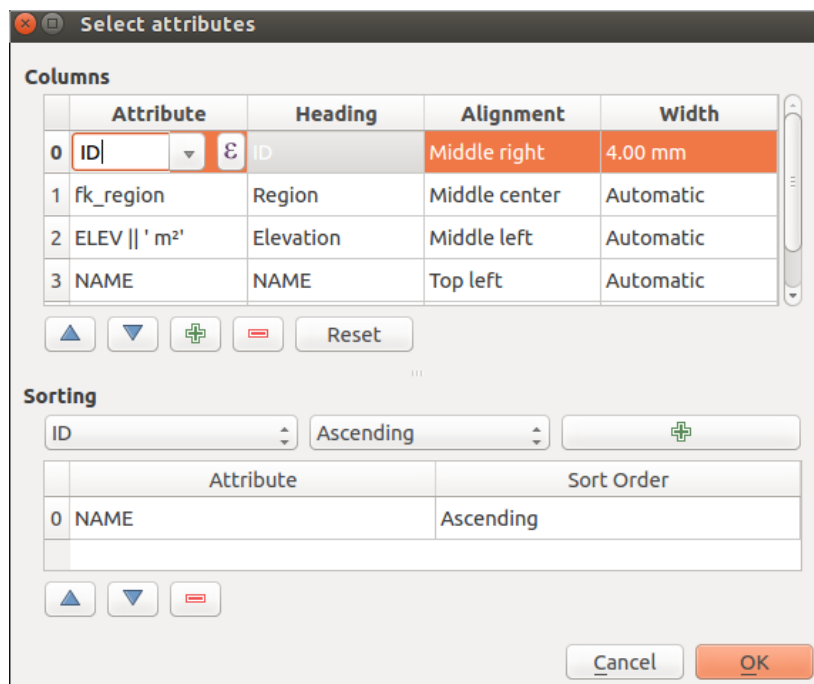 Select attributes
Columns
Attribute Heading Alignment Width
0 ID ε ID Middle right 4.00 mm
1 fk_region Region Middle center Automatic
2 ELEV || ' m²' Elevation Middle left Automatic
3 NAME NAME Top left Automatic
Reset
Sorting
ID Ascending
Attribute Sort Order
0 NAME Ascending
Cancel OK